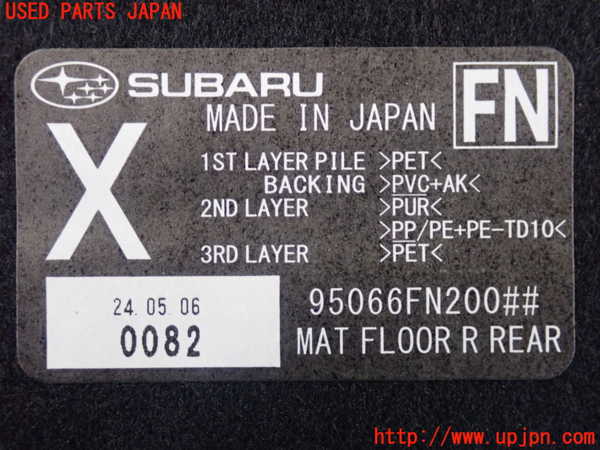 USED PARTS JAPAN
SUBARU
FN
MADE IN JAPAN
X
1ST LAYER PILE >PET<
BACKING >PVC+AK<
2ND LAYER >PUR<
>PP/PE+PE-TD10<
3RD LAYER >PET<
24.05.06
0082
95066FN200##
MAT FLOOR R REAR
http://www.upjpn.com/